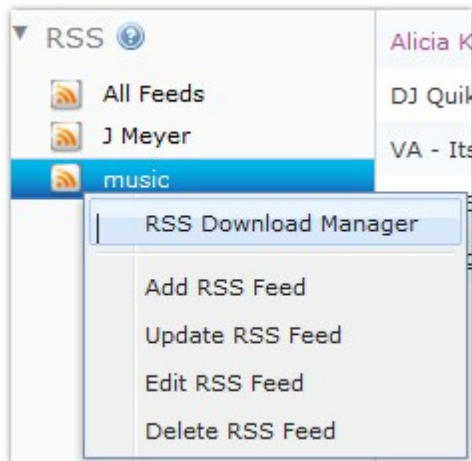 RSS ?
All Feeds
J Meyer
music
RSS Download Manager
Add RSS Feed
Update RSS Feed
Edit RSS Feed
Delete RSS Feed
Alicia K
DJ Quik
VA - Its